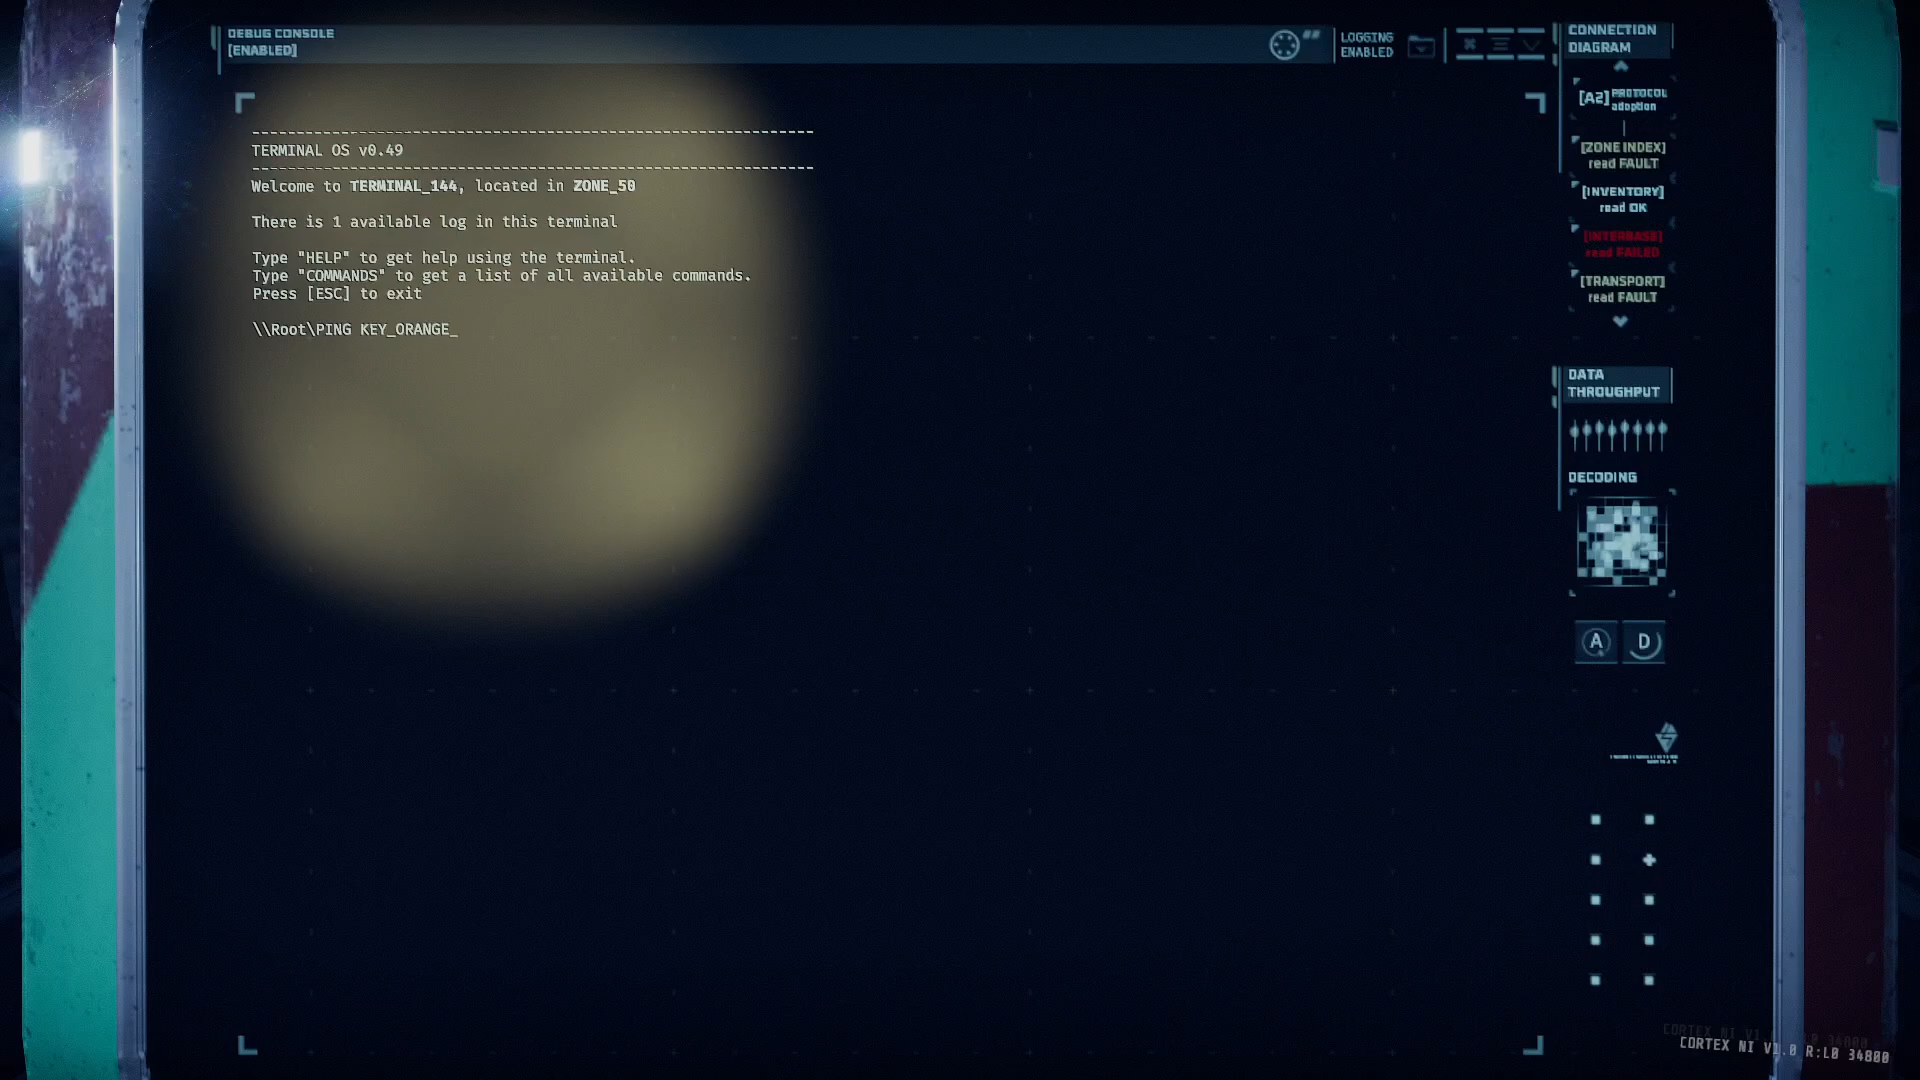 DEBUG CONSOLE
[ENABLED]
LOGGING
ENABLED
CONNECTION
DIAGRAM
[A2] PROTOCOL
adoption
[ZONE INDEX]
read FAULT
[INVENTORY]
read OK
[INTERBASE]
read FAILED
[TRANSPORT]
read FAULT
--------------------------------------------------------------
TERMINAL OS v0.49
--------------------------------------------------------------
Welcome to TERMINAL_144, located in ZONE_50
There is 1 available log in this terminal
Type "HELP" to get help using the terminal.
Type "COMMANDS" to get a list of all available commands.
Press [ESC] to exit
\\Root\PING KEY_ORANGE_
DATA
THROUGHPUT
DECODING
A D
CORTEX NI V1.0 R:L0 34800